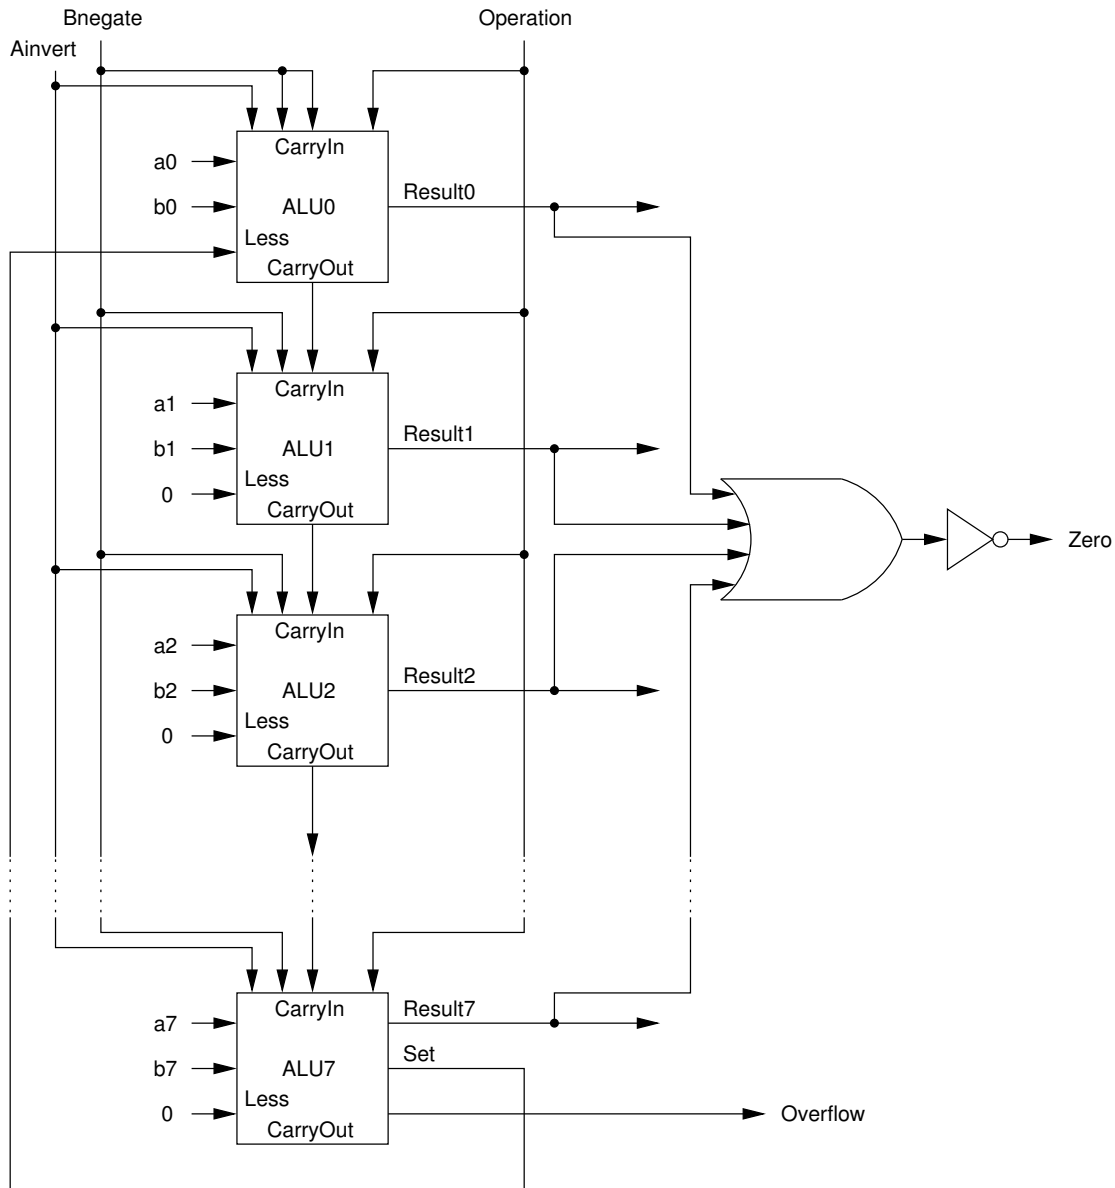 Bnegate
Operation
Ainvert
CarryIn
a0
Result0
b0
ALU0
Less
CarryOut
CarryIn
a1
Result1
b1
ALU1
Less
0
CarryOut
Zero
CarryIn
a2
Result2
b2
ALU2
Less
0
CarryOut
CarryIn
Result7
a7
Set
b7
ALU7
Less
0
Overflow
CarryOut